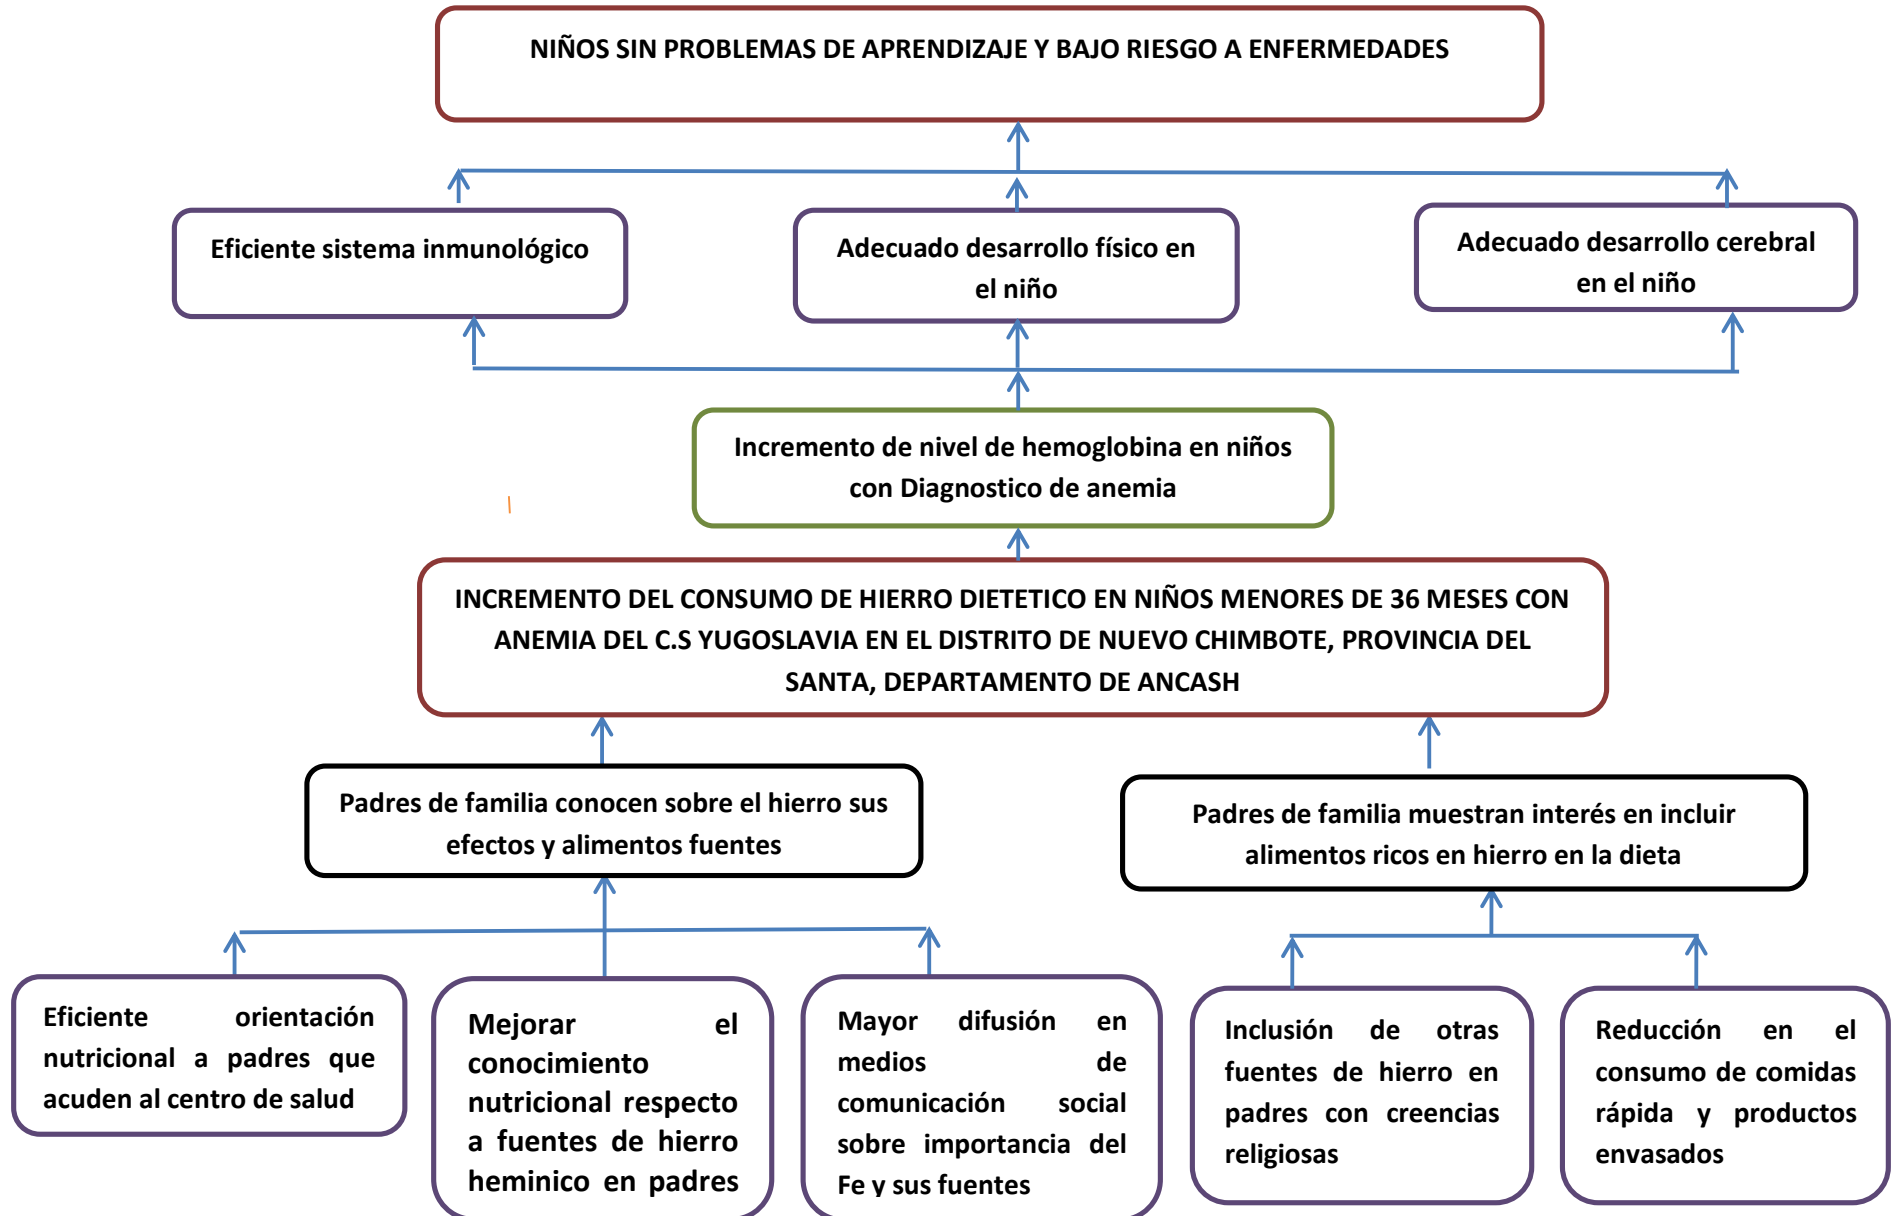 NIÑOS SIN PROBLEMAS DE APRENDIZAJE Y BAJO RIESGO A ENFERMEDADES
Eficiente sistema inmunológico
Adecuado desarrollo físico en
el niño
Adecuado desarrollo cerebral
en el niño
Incremento de nivel de hemoglobina en niños
con Diagnostico de anemia
INCREMENTO DEL CONSUMO DE HIERRO DIETETICO EN NIÑOS MENORES DE 36 MESES CON
ANEMIA DEL C.S YUGOSLAVIA EN EL DISTRITO DE NUEVO CHIMBOTE, PROVINCIA DEL
SANTA, DEPARTAMENTO DE ANCASH
Padres de familia conocen sobre el hierro sus
efectos y alimentos fuentes
Padres de familia muestran interés en incluir
alimentos ricos en hierro en la dieta
Eficiente orientación
nutricional a padres que
acuden al centro de salud
Mejorar el
conocimiento
nutricional respecto
a fuentes de hierro
heminico en padres
Mayor difusión en
medios de
comunicación social
sobre importancia del
Fe y sus fuentes
Inclusión de otras
fuentes de hierro en
padres con creencias
religiosas
Reducción en el
consumo de comidas
rápida y productos
envasados